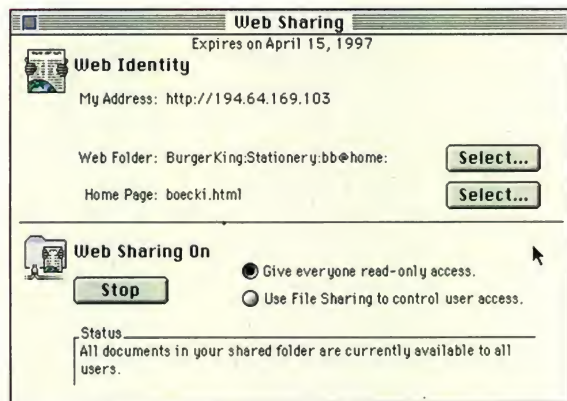 Web Sharing
Expires on April 15, 1997
Web Identity
My Address: http://194.64.169.103
Web Folder: BurgerKing:Stationery:bb@home:
Select...
Home Page: boecki.html
Select...
Web Sharing On
Stop
Give everyone read-only access.
Use File Sharing to control user access.
Status
All documents in your shared folder are currently available to all
users.